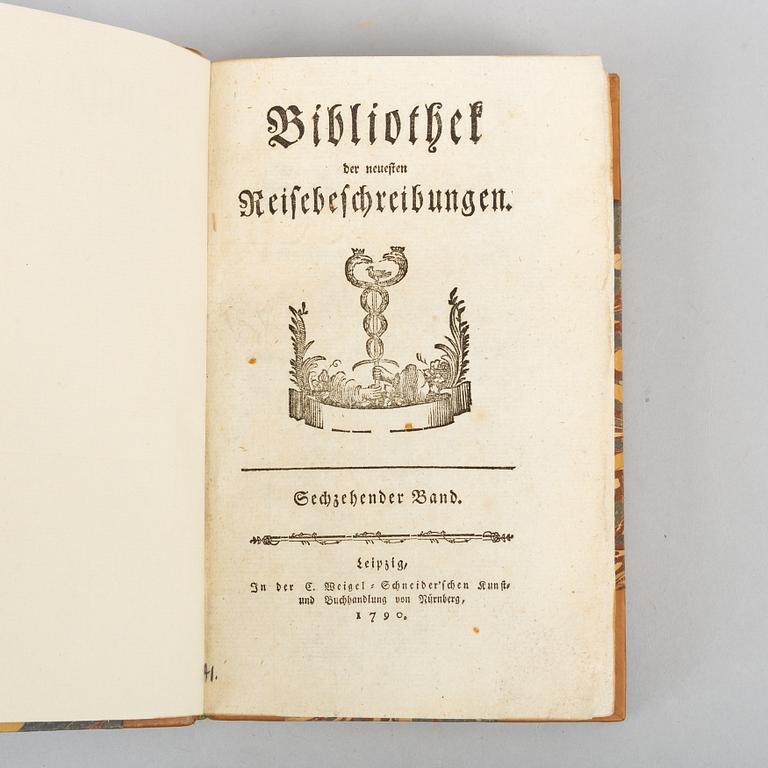 Bibliothek
der neuesten
Reisebeschreibungen.
Sechzehender Band.
Leipzig,
In der C. Weigel-Schneider'schen Kunst-
und Buchhandlung von Nürnberg,
1790.